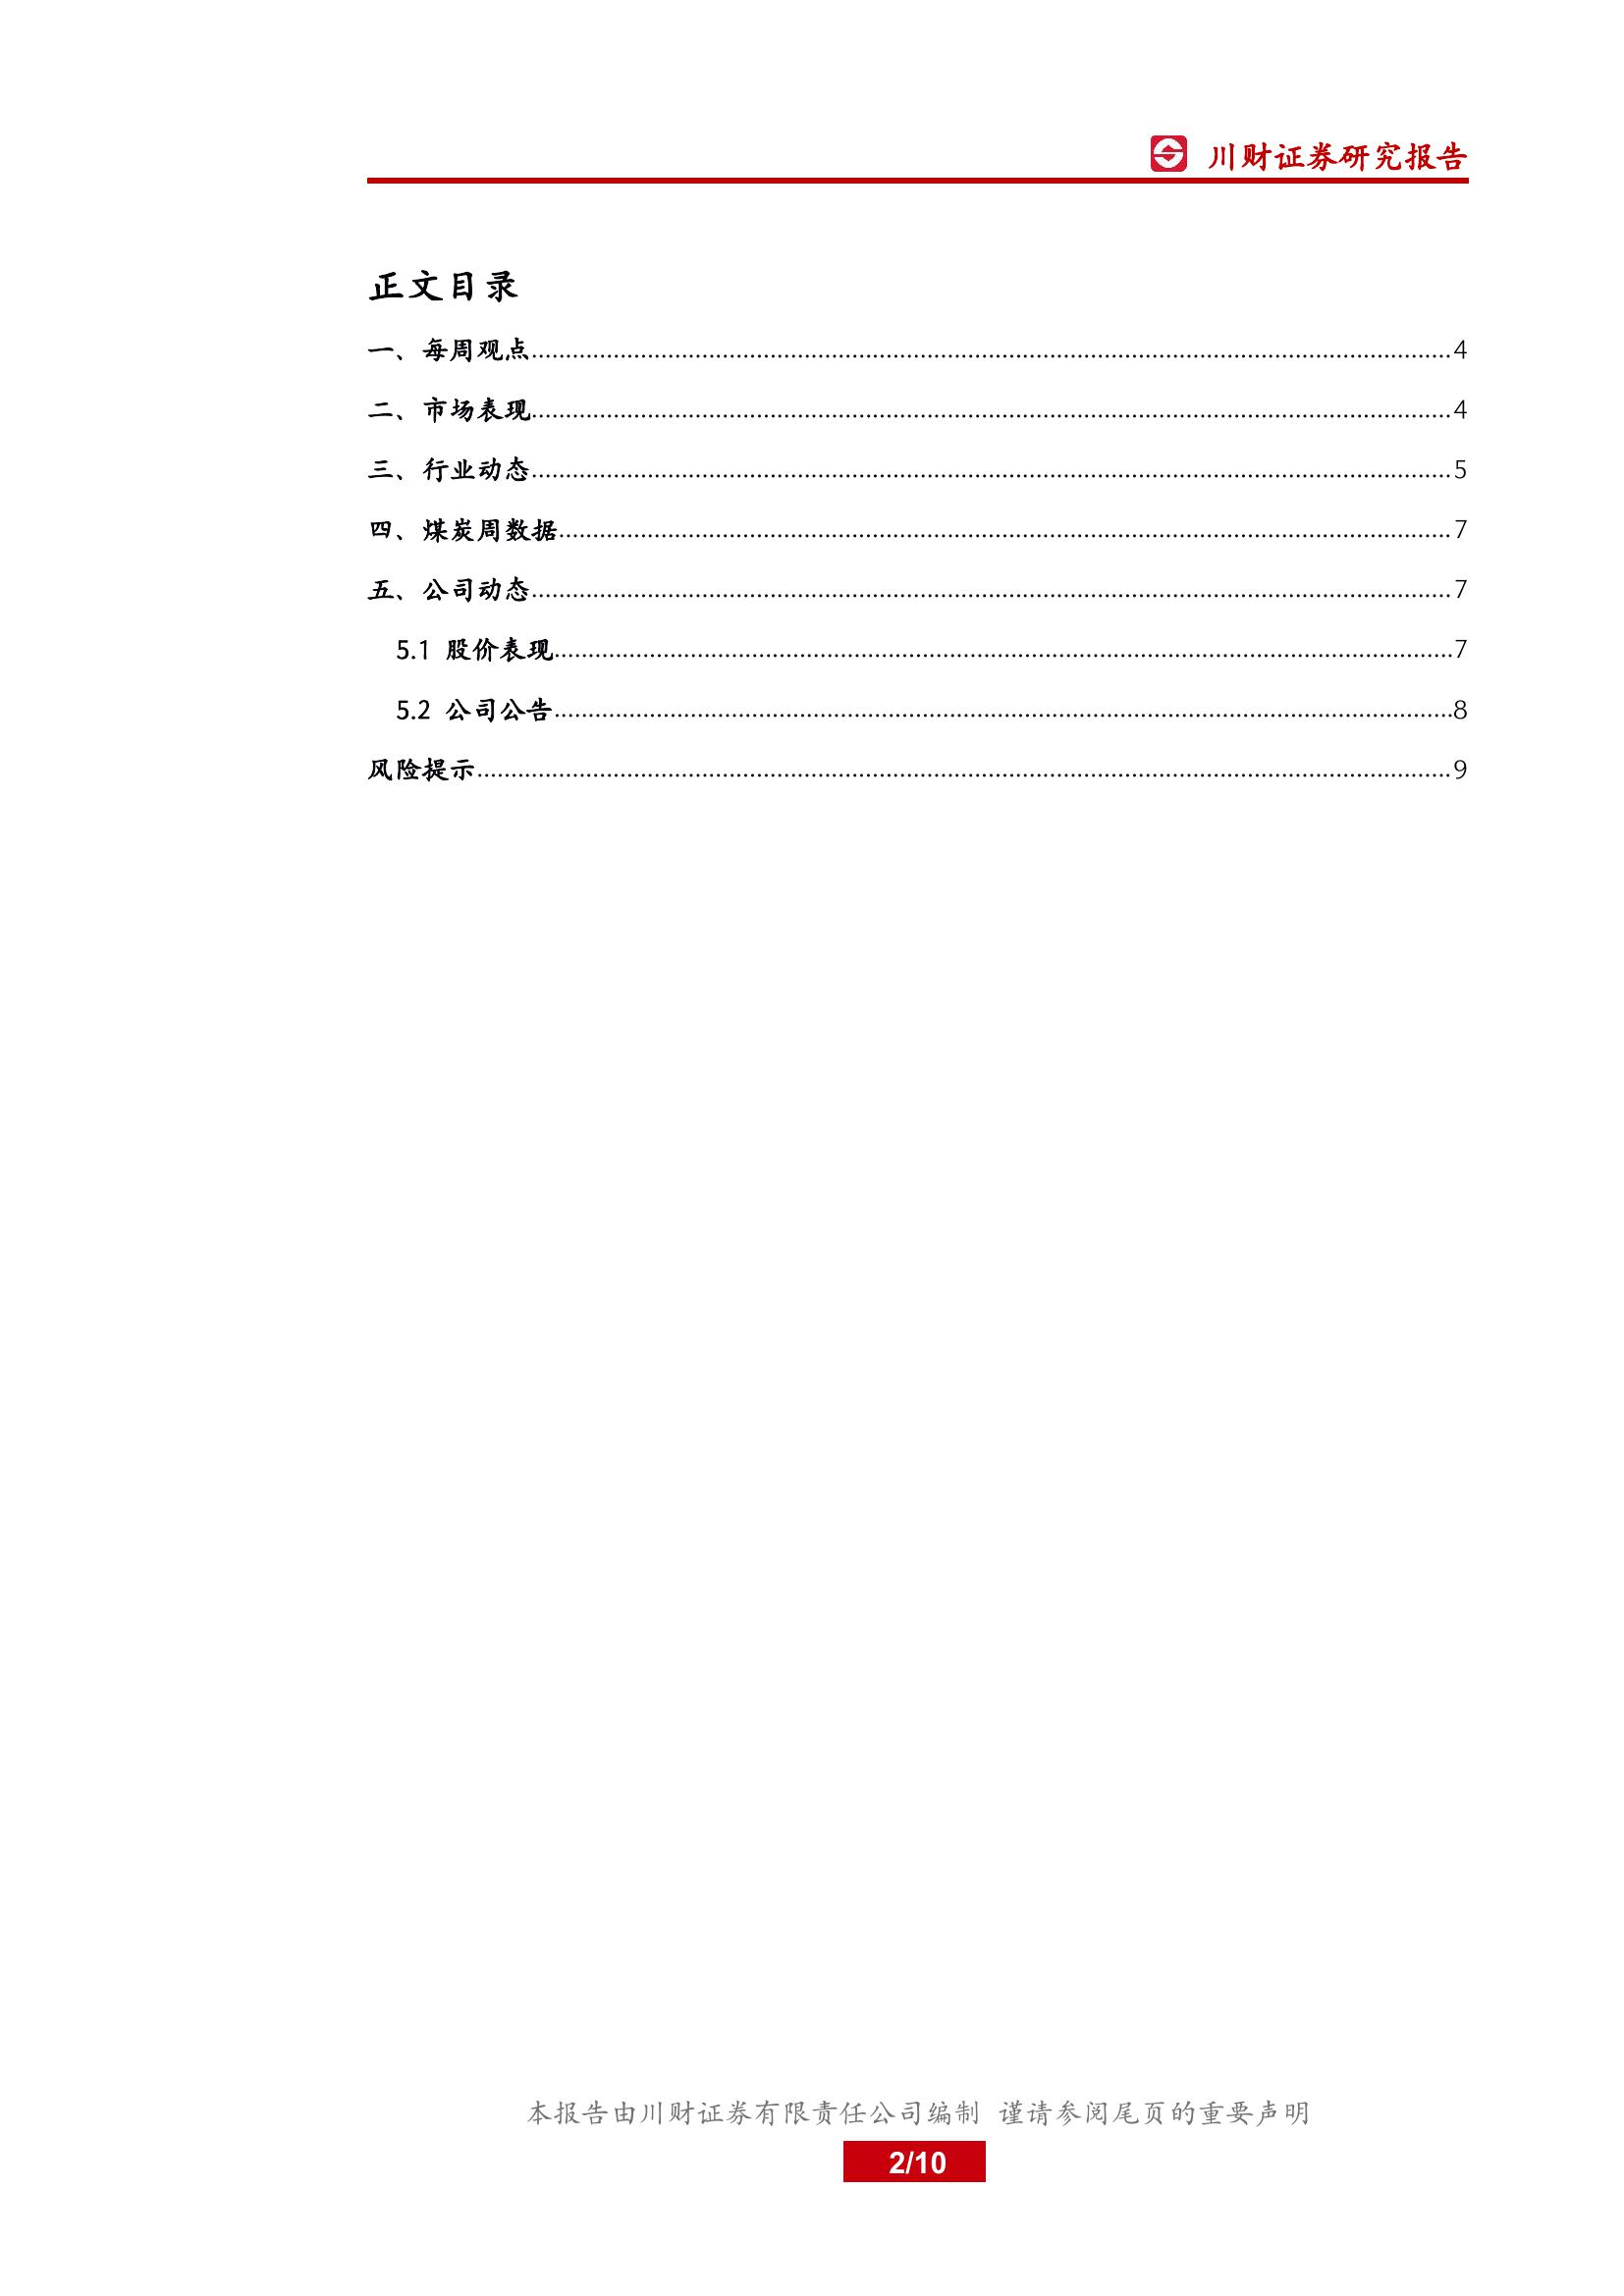 川财证券研究报告
正文目录
一、每周观点........4
二、市场表现........4
三、行业动态........5
四、煤炭周数据........7
五、公司动态........7
5.1 股价表现........7
5.2 公司公告........8
风险提示........9
本报告由川财证券有限责任公司编制 谨请参阅尾页的重要声明
2/10